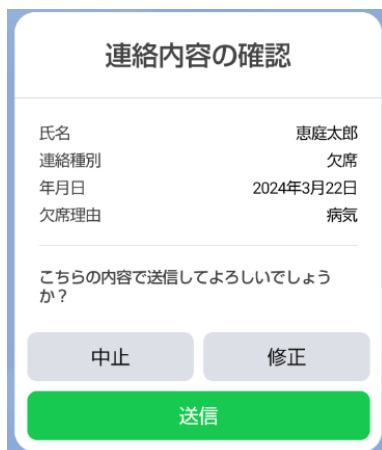 連絡内容の確認
氏名 恵庭太郎
連絡種別 欠席
年月日 2024年3月22日
欠席理由 病気
こちらの内容で送信してよろしいでしょう
か？
中止 修正
送信